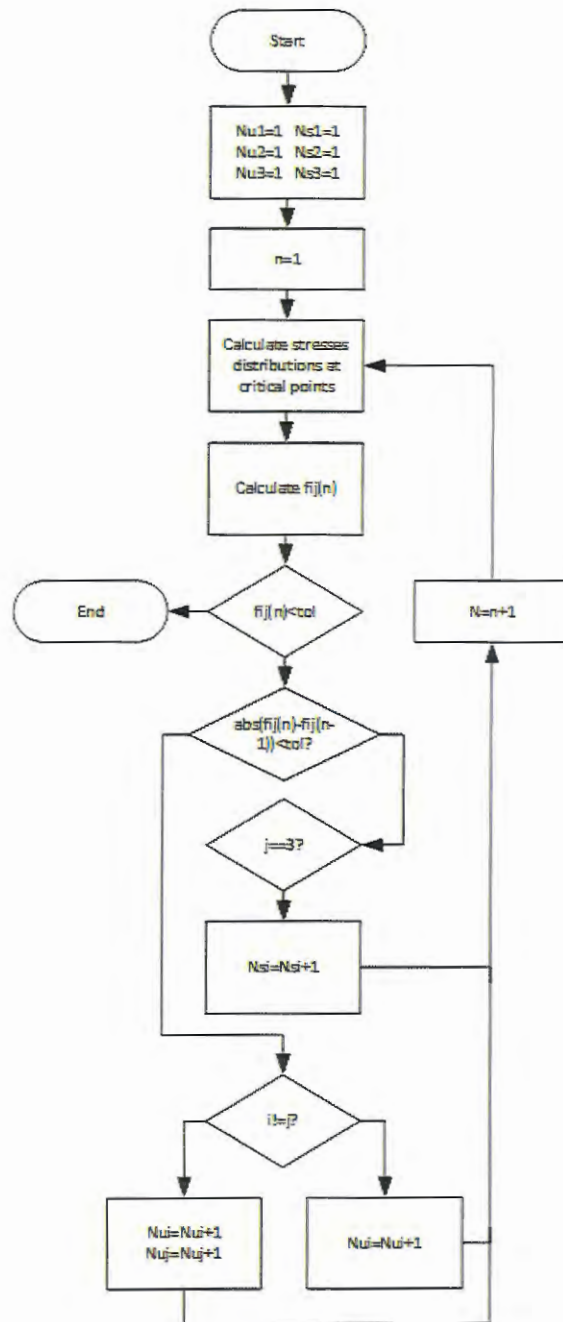 Start
Nu1=1 Ns1=1
Nu2=1 Ns2=1
Nu3=1 Ns3=1
n=1
Calculate stresses
distributions at
critical points
Calculate fij(n)
End
fij(n)<tol
N=n+1
abs(fij(n)-fij(n-
1))<tol?
j==3?
Nsi=Nsi+1
i!=j?
Nui=Nui+1
Nuj=Nuj+1
Nui=Nui+1